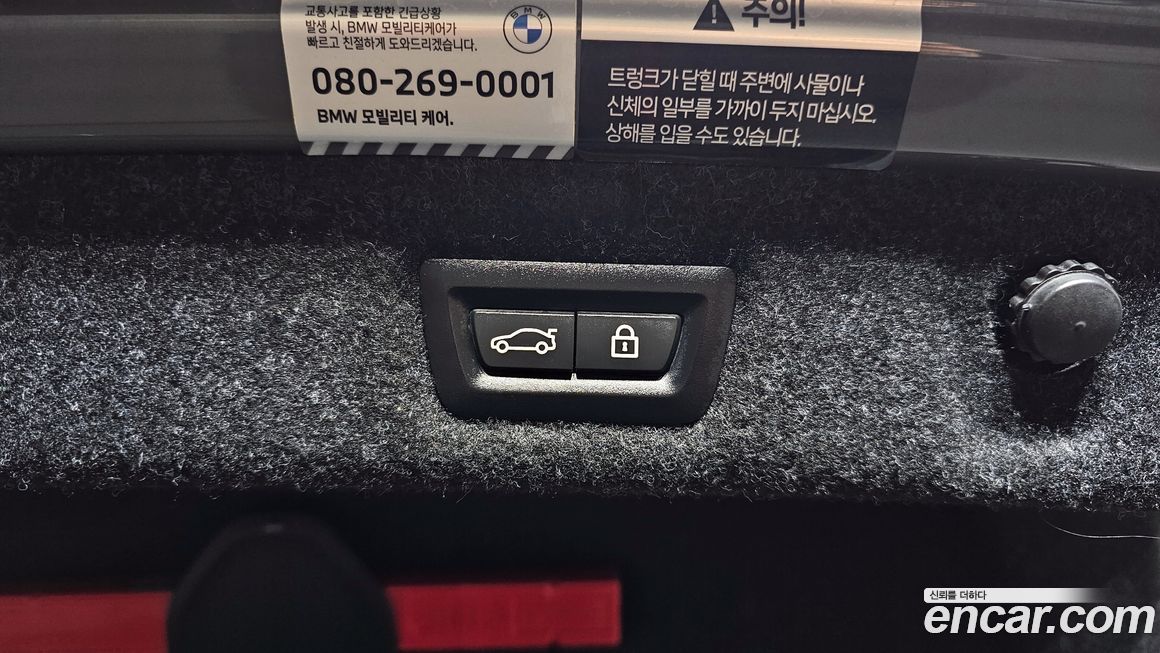 교통사고를 포함한 긴급상황
발생 시, BMW 모빌리티케어가
빠르고 친절하게 도와드리겠습니다.
BMW
080-269-0001
BMW 모빌리티 케어.
주의!
트렁크가 닫힐 때 주변에 사물이나
신체의 일부를 가까이 두지 마십시오.
상해를 입을 수도 있습니다.
신뢰를 더하다
encar.com